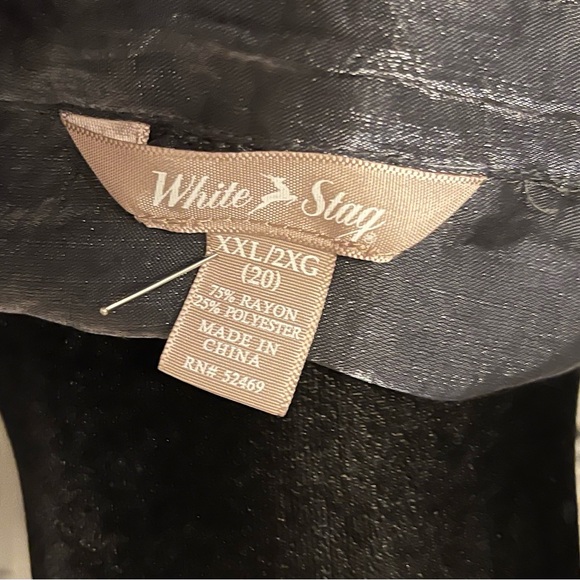 White Stag®
XXL/2XG
(20)
75% RAYON
25% POLYESTER
MADE IN
CHINA
RN# 52469